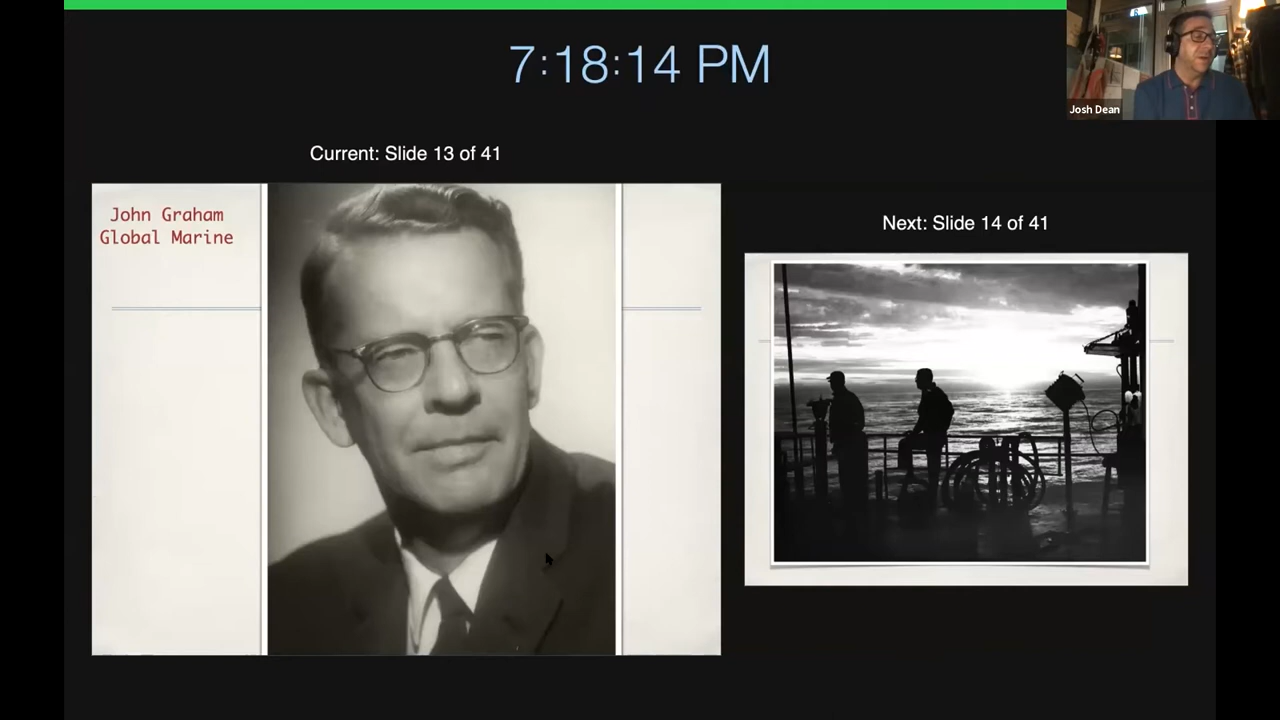 7:18:14 PM
Josh Dean
Current: Slide 13 of 41
John Graham
Global Marine
Next: Slide 14 of 41